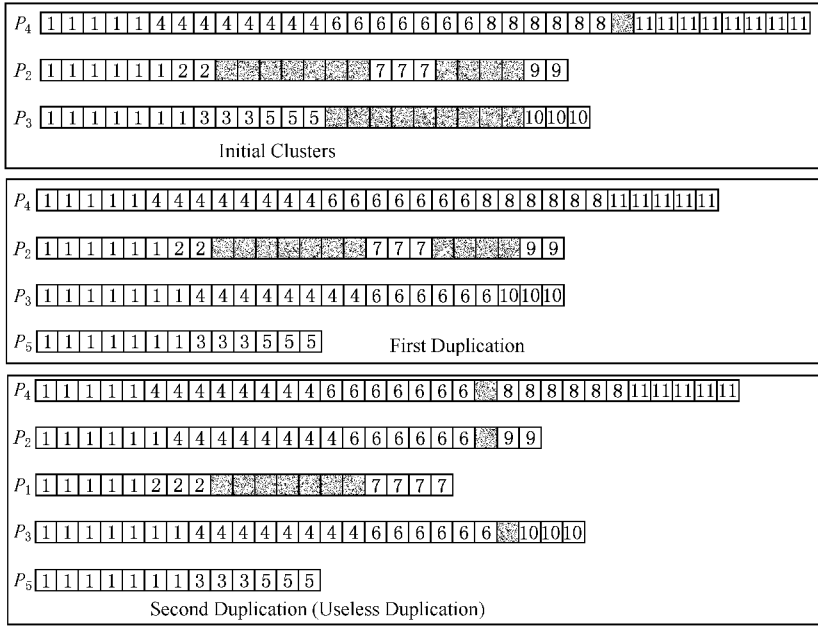 P4 1 1 1 1 1 4 4 4 4 4 4 4 4 6 6 6 6 6 6 6 8 8 8 8 8 8 11 11 11 11 11 11 11 11
P2 1 1 1 1 1 1 2 2 7 7 7 9 9
P3 1 1 1 1 1 1 1 3 3 3 5 5 5 10 10 10
Initial Clusters
P4 1 1 1 1 1 4 4 4 4 4 4 4 4 6 6 6 6 6 6 6 8 8 8 8 8 8 11 11 11 11 11
P2 1 1 1 1 1 1 2 2 7 7 7 9 9
P3 1 1 1 1 1 1 1 4 4 4 4 4 4 4 4 6 6 6 6 6 6 10 10 10
P5 1 1 1 1 1 1 1 3 3 3 5 5 5
First Duplication
P4 1 1 1 1 1 4 4 4 4 4 4 4 4 6 6 6 6 6 6 6 8 8 8 8 8 8 11 11 11 11 11
P2 1 1 1 1 1 1 4 4 4 4 4 4 4 4 6 6 6 6 6 6 9 9
P1 1 1 1 1 1 2 2 2 7 7 7 7
P3 1 1 1 1 1 1 1 4 4 4 4 4 4 4 4 6 6 6 6 6 6 10 10 10
P5 1 1 1 1 1 1 1 3 3 3 5 5 5
Second Duplication (Useless Duplication)